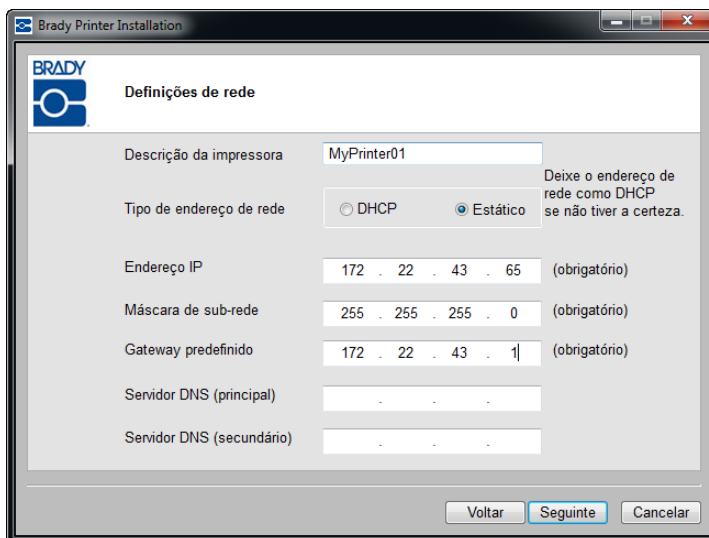 Brady Printer Installation
BRADY
Definições de rede
Descrição da impressora MyPrinter01
Deixe o endereço de
rede como DHCP
se não tiver a certeza.
Tipo de endereço de rede DHCP Estático
Endereço IP 172 . 22 . 43 . 65 (obrigatório)
Máscara de sub-rede 255 . 255 . 255 . 0 (obrigatório)
Gateway predefinido 172 . 22 . 43 . 1 (obrigatório)
Servidor DNS (principal) . . .
Servidor DNS (secundário) . . .
Voltar Seguinte Cancelar